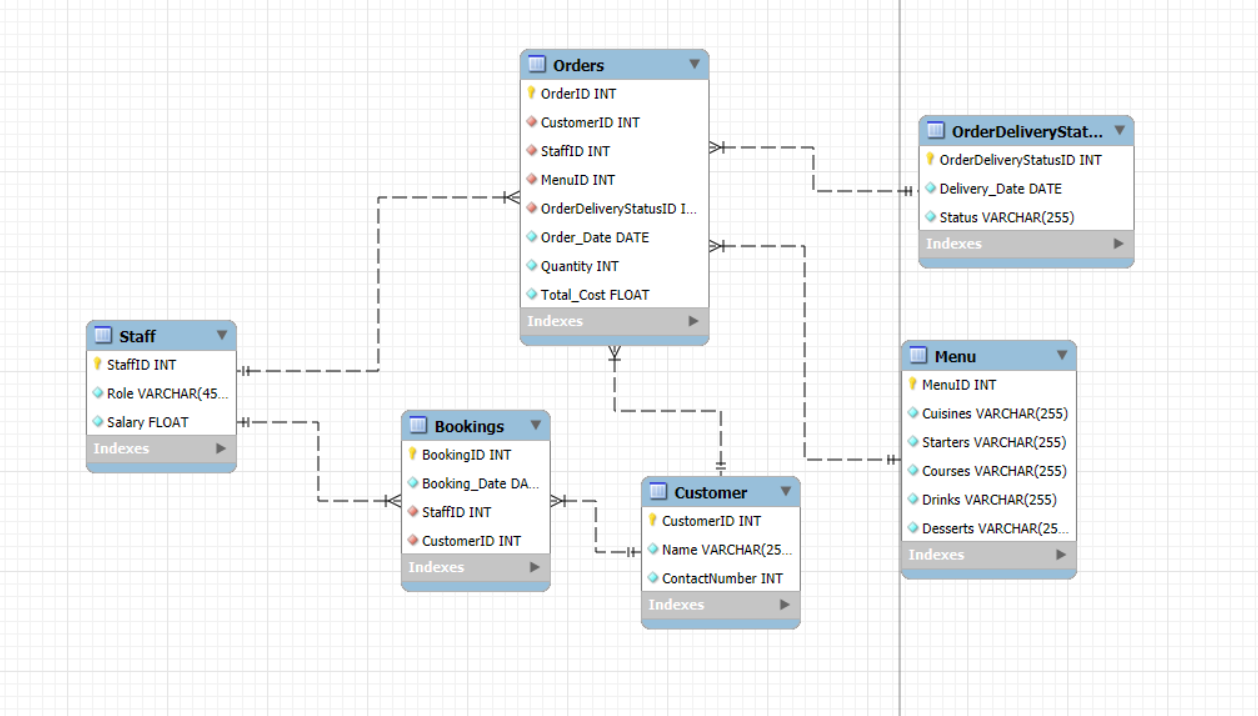 Orders
OrderID INT
CustomerID INT
StaffID INT
MenuID INT
OrderDeliveryStatusID I...
Order_Date DATE
Quantity INT
Total_Cost FLOAT
Indexes
OrderDeliveryStat...
OrderDeliveryStatusID INT
Delivery_Date DATE
Status VARCHAR(255)
Indexes
Staff
StaffID INT
Role VARCHAR(45...
Salary FLOAT
Indexes
Bookings
BookingID INT
Booking_Date DA...
StaffID INT
CustomerID INT
Indexes
Customer
CustomerID INT
Name VARCHAR(25...
ContactNumber INT
Indexes
Menu
MenuID INT
Cuisines VARCHAR(255)
Starters VARCHAR(255)
Courses VARCHAR(255)
Drinks VARCHAR(255)
Desserts VARCHAR(25...
Indexes